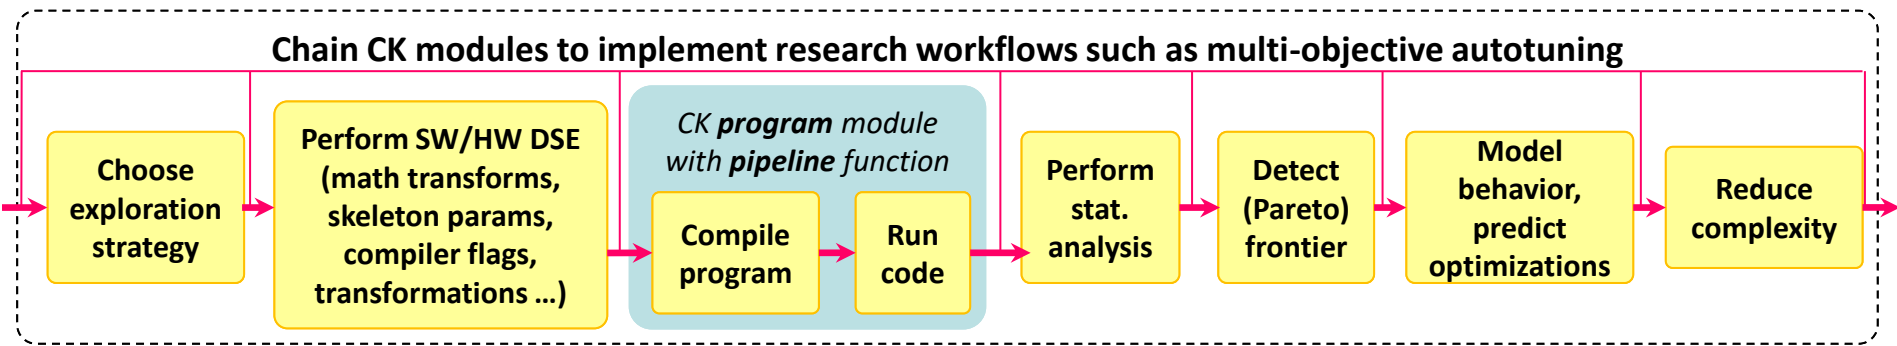 Chain CK modules to implement research workflows such as multi-objective autotuning
Choose
exploration
strategy
Perform SW/HW DSE
(math transforms,
skeleton params,
compiler flags,
transformations ...)
CK program module
with pipeline function
Compile
program
Run
code
Perform
stat.
analysis
Detect
(Pareto)
frontier
Model
behavior,
predict
optimizations
Reduce
complexity